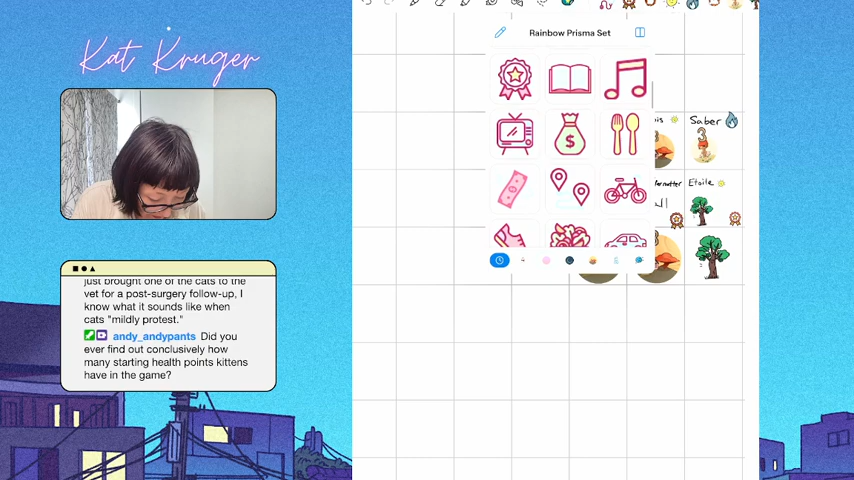 Kat Kruger
Rainbow Prisma Set
Saber
3
Etoile
$
just brought one of the cats to the
vet for a post-surgery follow-up, I
know what it sounds like when
cats "mildly protest."
andy_andypants Did you
ever find out conclusively how
many starting health points kittens
have in the game?